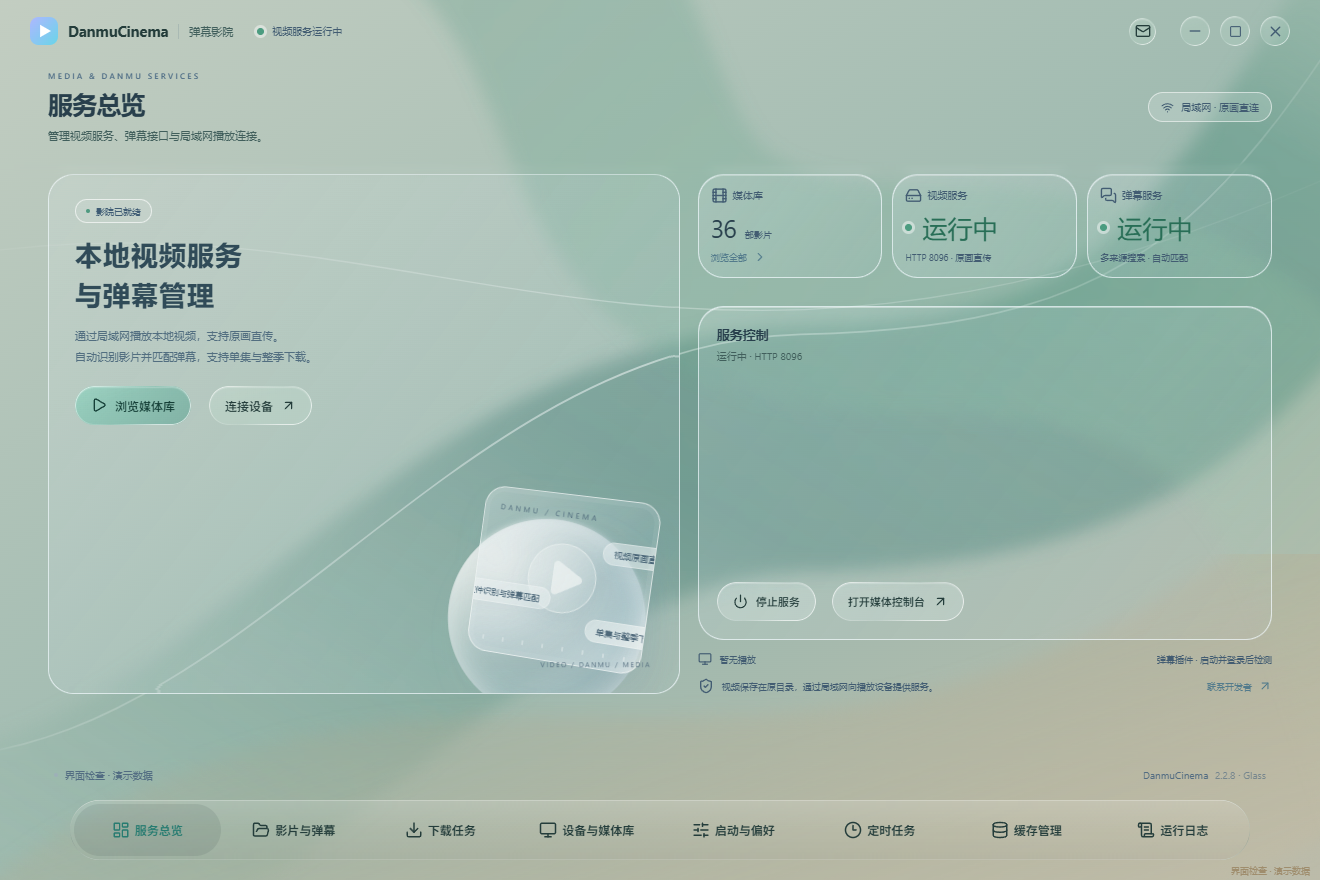 DanmuCinema
弹幕影院
视频服务运行中
MEDIA & DANMU SERVICES
服务总览
管理视频服务、弹幕接口与局域网播放连接。
局域网 · 原画直连
影院已就绪
本地视频服务
与弹幕管理
通过局域网播放本地视频，支持原画直传。
自动识别影片并匹配弹幕，支持单集与整季下载。
浏览媒体库
连接设备
DANMU / CINEMA
视频原画
件识别与弹幕匹配
单集与整季
VIDEO / DANMU / MEDIA
媒体库
36 部影片
浏览全部
视频服务
运行中
HTTP 8096 · 原画直传
弹幕服务
运行中
多来源搜索 · 自动匹配
服务控制
运行中 · HTTP 8096
停止服务
打开媒体控制台
暂无播放
弹幕插件 · 启动并登录后检测
视频保存在原目录，通过局域网向播放设备提供服务。
联系开发者
界面检查 · 演示数据
DanmuCinema 2.2.8 · Glass
服务总览
影片与弹幕
下载任务
设备与媒体库
启动与偏好
定时任务
缓存管理
运行日志
界面检查 · 演示数据